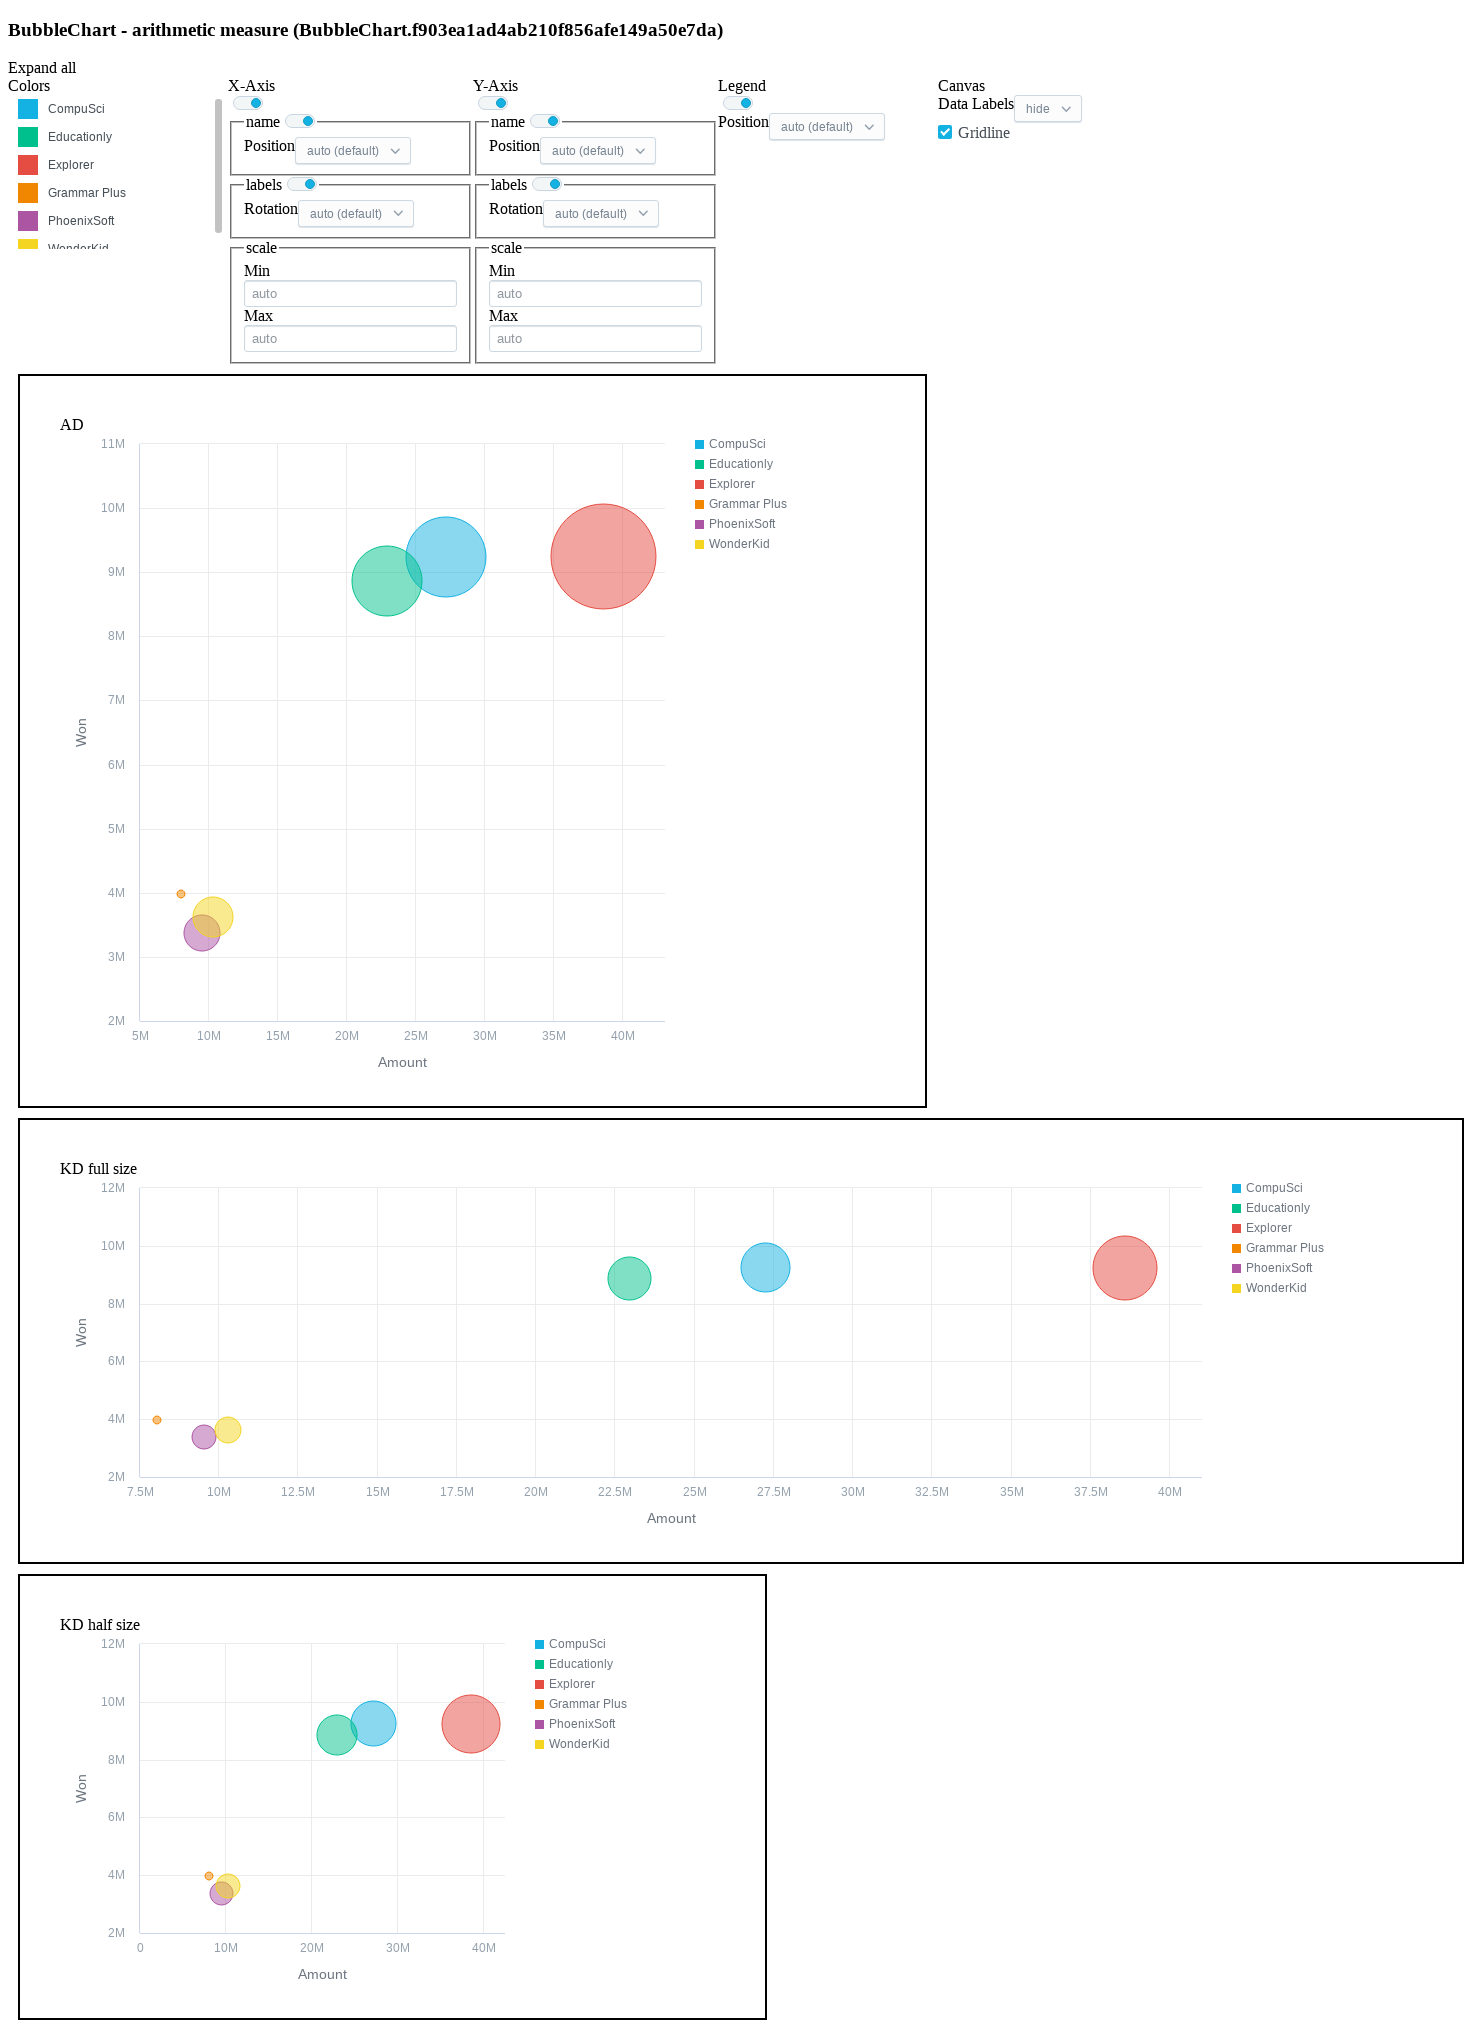 BubbleChart - arithmetic measure (BubbleChart.f903ea1ad4ab210f856afe149a50e7da)
Expand all
Colors
CompuSci
Educationly
Explorer
Grammar Plus
PhoenixSoft
WonderKid
X-Axis
name
Position auto (default)
labels
Rotation auto (default)
scale
Min
auto
Max
auto
Y-Axis
name
Position auto (default)
labels
Rotation auto (default)
scale
Min
auto
Max
auto
Legend
Position auto (default)
Canvas
Data Labels hide
Gridline
AD
11M
10M
9M
8M
7M
6M
5M
4M
3M
2M
Won
5M 10M 15M 20M 25M 30M 35M 40M
Amount
CompuSci
Educationly
Explorer
Grammar Plus
PhoenixSoft
WonderKid
KD full size
12M
10M
8M
6M
4M
2M
Won
7.5M 10M 12.5M 15M 17.5M 20M 22.5M 25M 27.5M 30M 32.5M 35M 37.5M 40M
Amount
CompuSci
Educationly
Explorer
Grammar Plus
PhoenixSoft
WonderKid
KD half size
12M
10M
8M
6M
4M
2M
Won
0 10M 20M 30M 40M
Amount
CompuSci
Educationly
Explorer
Grammar Plus
PhoenixSoft
WonderKid